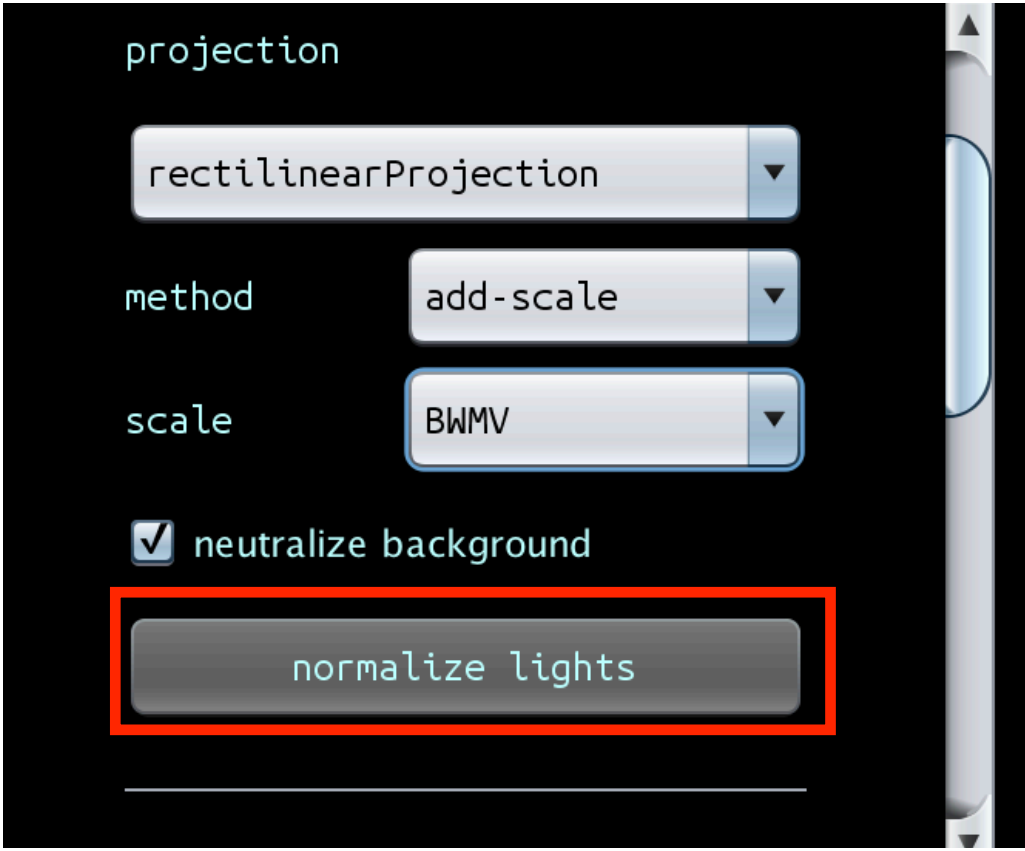 projection
rectilinearProjection
method add-scale
scale BWMV
neutralize background
normalize lights